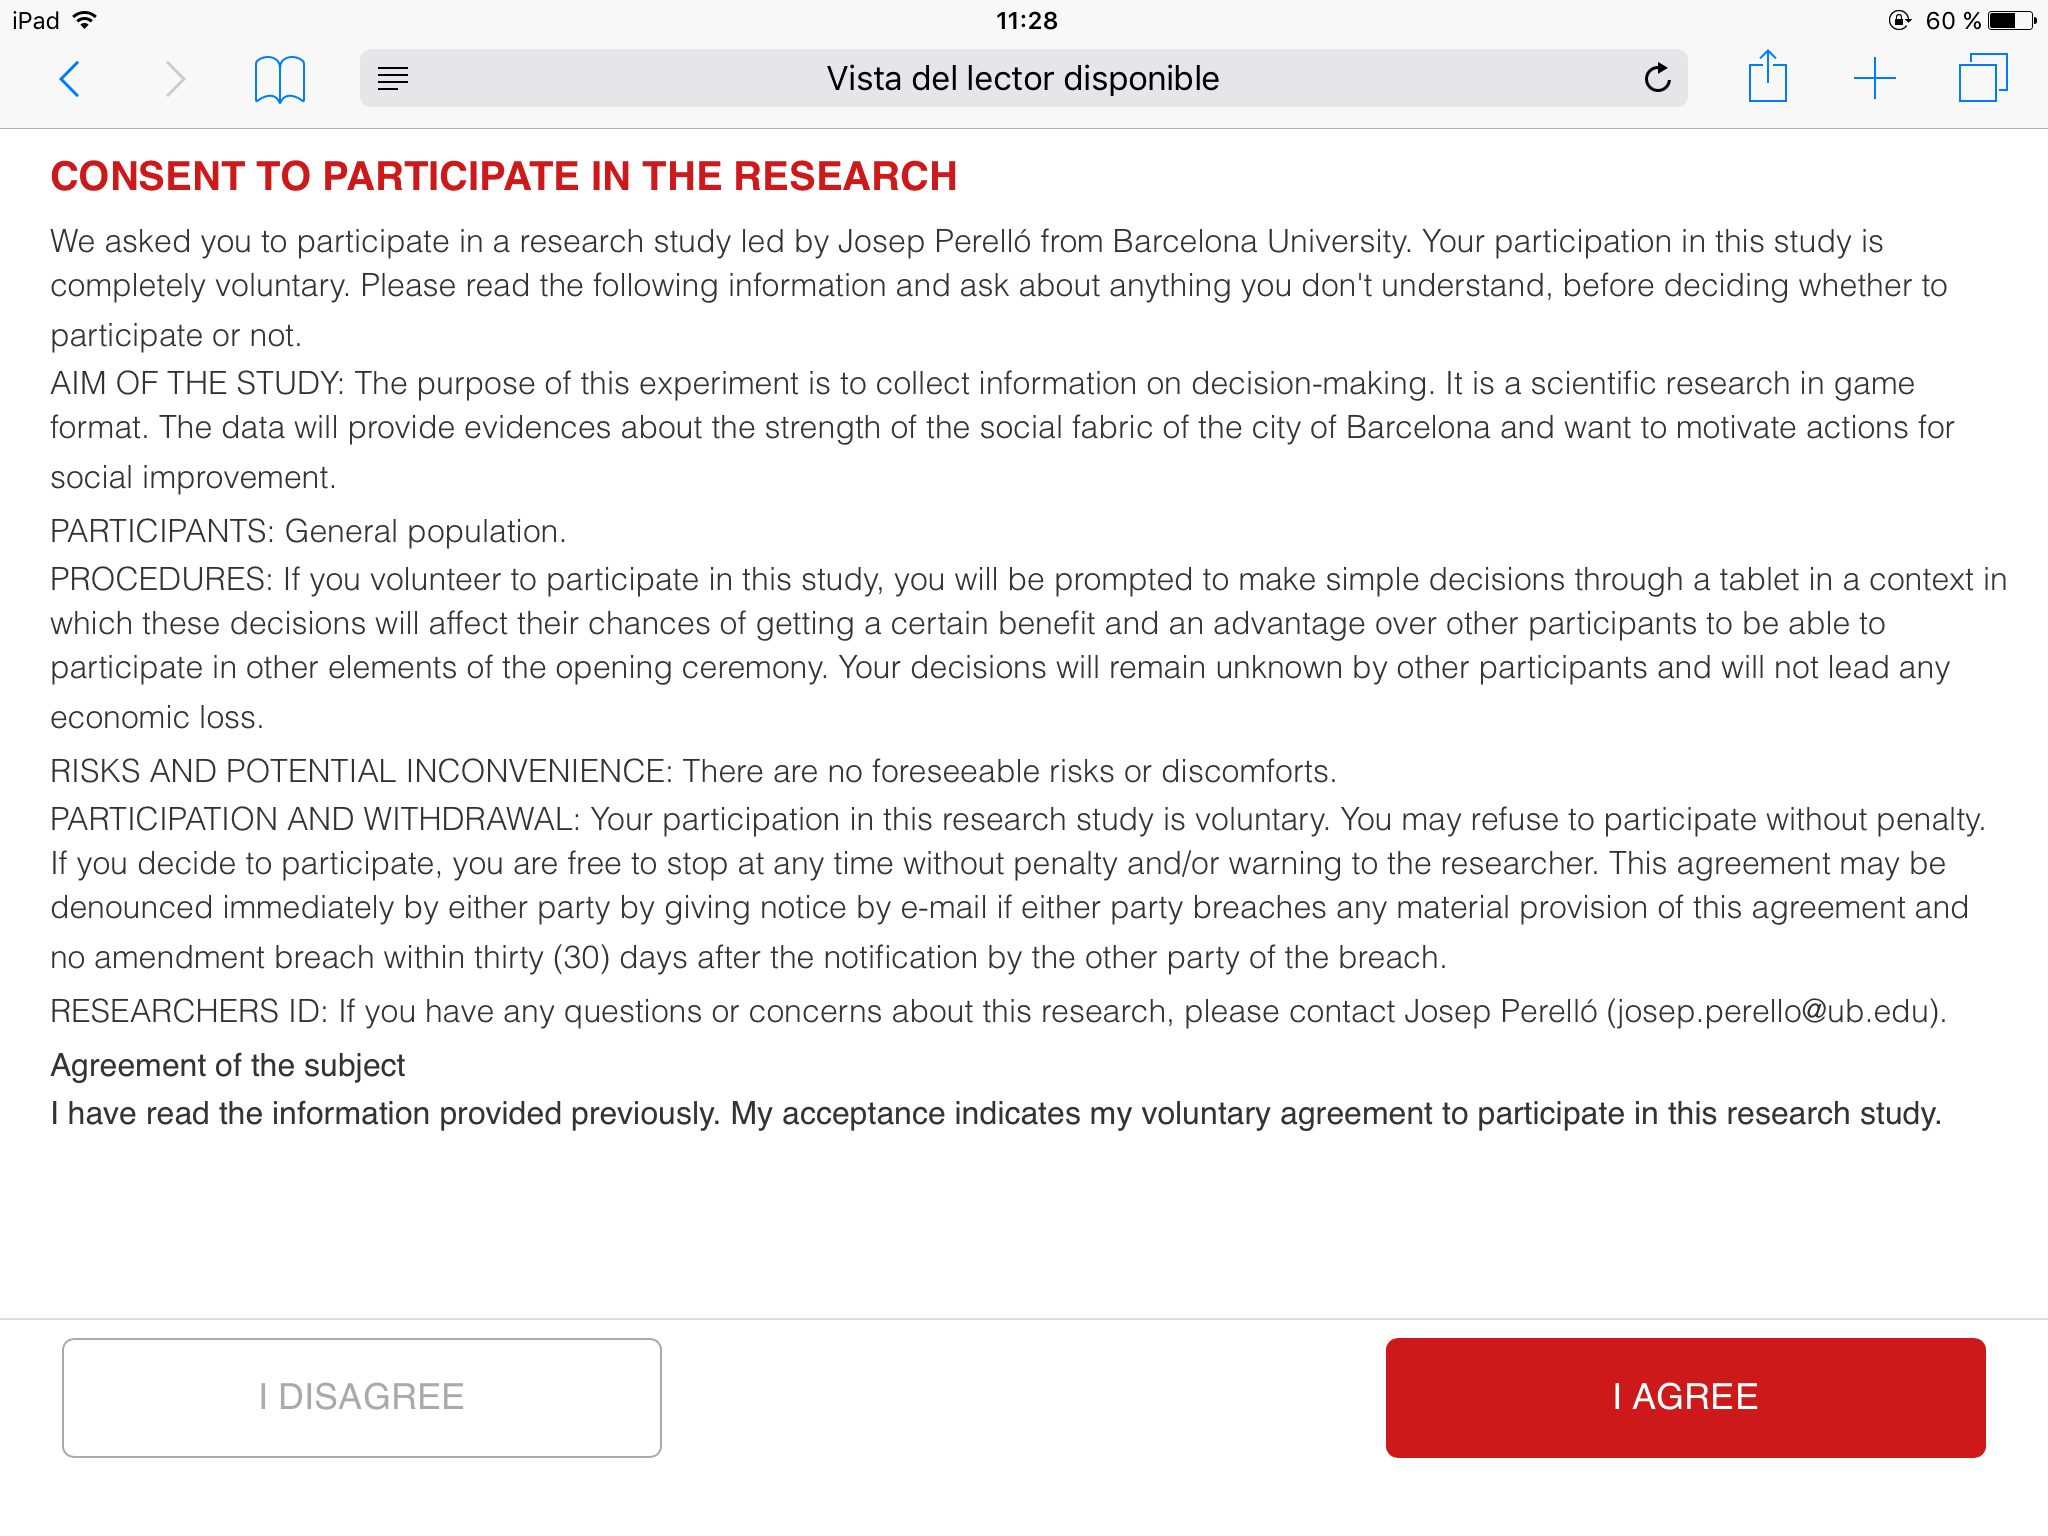 iPad
11:28
60 %
Vista del lector disponible
CONSENT TO PARTICIPATE IN THE RESEARCH
We asked you to participate in a research study led by Josep Perelló from Barcelona University. Your participation in this study is
completely voluntary. Please read the following information and ask about anything you don't understand, before deciding whether to
participate or not.
AIM OF THE STUDY: The purpose of this experiment is to collect information on decision-making. It is a scientific research in game
format. The data will provide evidences about the strength of the social fabric of the city of Barcelona and want to motivate actions for
social improvement.
PARTICIPANTS: General population.
PROCEDURES: If you volunteer to participate in this study, you will be prompted to make simple decisions through a tablet in a context in
which these decisions will affect their chances of getting a certain benefit and an advantage over other participants to be able to
participate in other elements of the opening ceremony. Your decisions will remain unknown by other participants and will not lead any
economic loss.
RISKS AND POTENTIAL INCONVENIENCE: There are no foreseeable risks or discomforts.
PARTICIPATION AND WITHDRAWAL: Your participation in this research study is voluntary. You may refuse to participate without penalty.
If you decide to participate, you are free to stop at any time without penalty and/or warning to the researcher. This agreement may be
denounced immediately by either party by giving notice by e-mail if either party breaches any material provision of this agreement and
no amendment breach within thirty (30) days after the notification by the other party of the breach.
RESEARCHERS ID: If you have any questions or concerns about this research, please contact Josep Perelló (josep.perello@ub.edu).
Agreement of the subject
I have read the information provided previously. My acceptance indicates my voluntary agreement to participate in this research study.
I DISAGREE
I AGREE